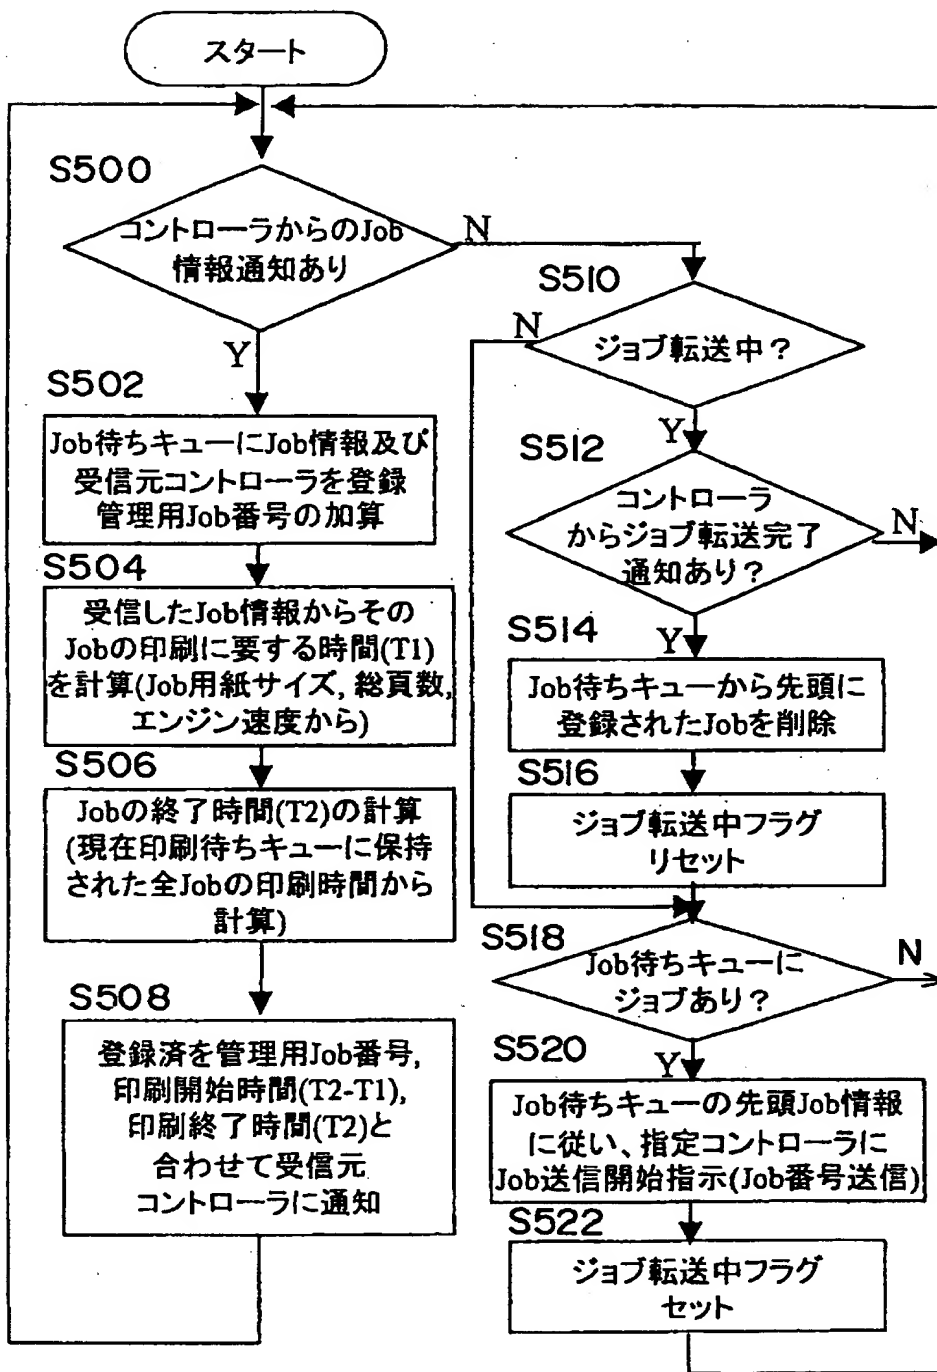 スタート
S500
コントローラからのJob
情報通知あり
N
Y
S502
Job待ちキューにJob情報及び
受信元コントローラを登録
管理用Job番号の加算
S504
受信したJob情報からその
Jobの印刷に要する時間(T1)
を計算(Job用紙サイズ, 総頁数,
エンジン速度から)
S506
Jobの終了時間(T2)の計算
(現在印刷待ちキューに保持
された全Jobの印刷時間から
計算)
S508
登録済を管理用Job番号,
印刷開始時間(T2-T1),
印刷終了時間(T2)と
合わせて受信元
コントローラに通知
S510
N
ジョブ転送中？
Y
S512
コントローラ
からジョブ転送完了
通知あり？
N
Y
S514
Job待ちキューから先頭に
登録されたJobを削除
S516
ジョブ転送中フラグ
リセット
S518
Job待ちキューに
ジョブあり？
N
Y
S520
Job待ちキューの先頭Job情報
に従い、指定コントローラに
Job送信開始指示(Job番号送信)
S522
ジョブ転送中フラグ
セット